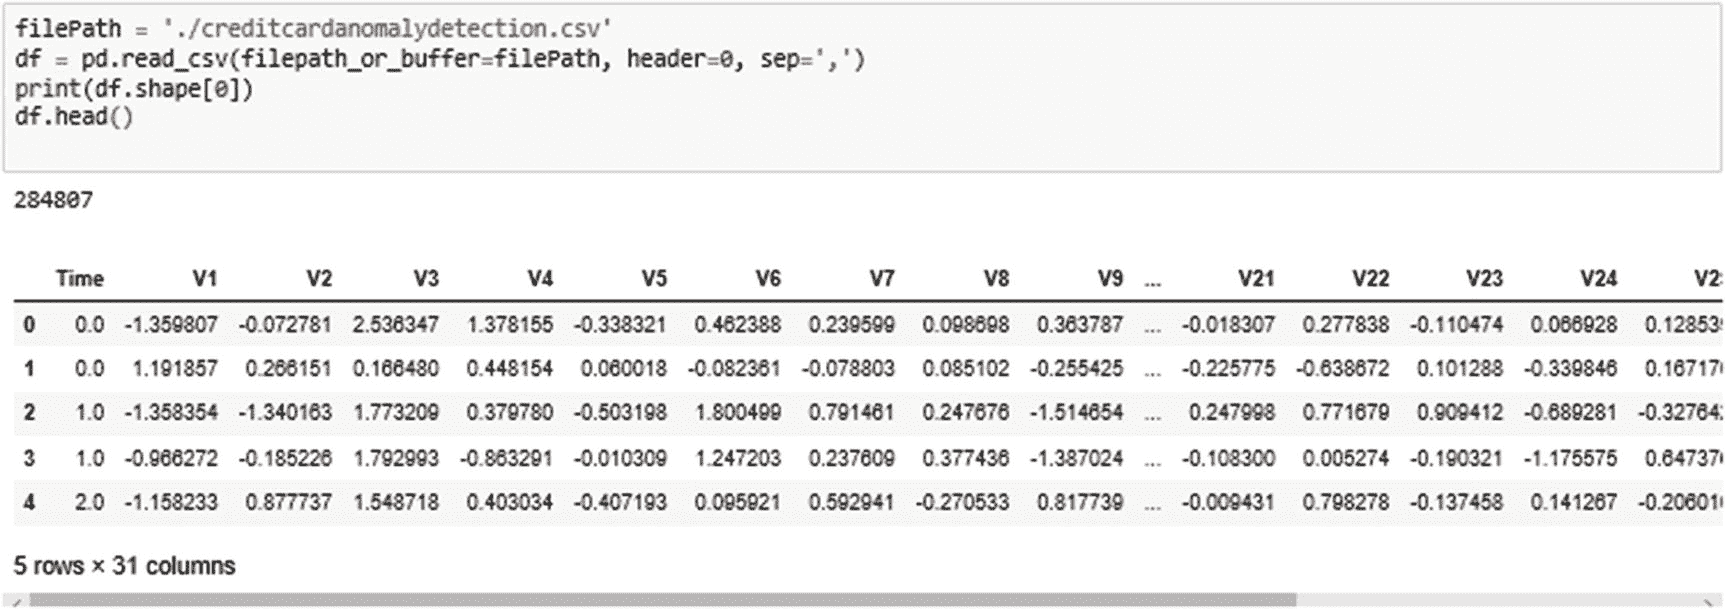 filePath = './creditcardanomalydetection.csv'
df = pd.read_csv(filepath_or_buffer=filePath, header=0, sep=',')
print(df.shape[0])
df.head()
284807
Time V1 V2 V3 V4 V5 V6 V7 V8 V9 ... V21 V22 V23 V24
0 0.0 -1.359807 -0.072781 2.536347 1.378155 -0.338321 0.462388 0.239599 0.098698 0.363787 ... -0.018307 0.277838 -0.110474 0.066928 0.12853
1 0.0 1.191857 0.266151 0.166480 0.448154 0.060018 -0.082361 -0.078803 0.085102 -0.255425 ... -0.225775 -0.638672 0.101288 -0.339846 0.16717
2 1.0 -1.358354 -1.340163 1.773209 0.379780 -0.503198 1.800499 0.791461 0.247676 -1.514654 ... 0.247998 0.771679 0.909412 -0.689281 -0.32764
3 1.0 -0.966272 -0.185226 1.792993 -0.863291 -0.010309 1.247203 0.237609 0.377436 -1.387024 ... -0.108300 0.005274 -0.190321 -1.175575 0.64737
4 2.0 -1.158233 0.877737 1.548718 0.403034 -0.407193 0.095921 0.592941 -0.270533 0.817739 ... -0.009431 0.798278 -0.137458 0.141267 -0.20601
5 rows × 31 columns